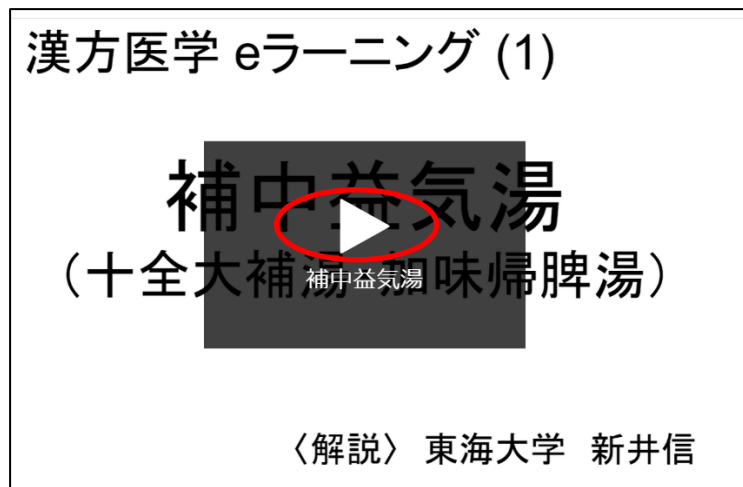 漢方医学 eラーニング (1)
補中益気湯
（十全大補湯 加味帰脾湯）
補中益気湯
〈解説〉 東海大学 新井信